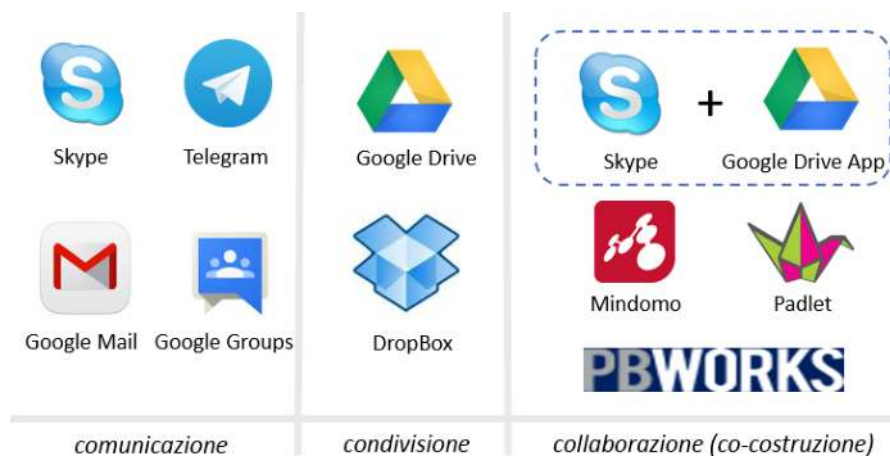 Skype
Telegram
Google Mail
Google Groups
comunicazione
Google Drive
DropBox
condivisione
Skype
+
Google Drive App
Mindomo
Padlet
PBWORKS
collaborazione (co-costruzione)